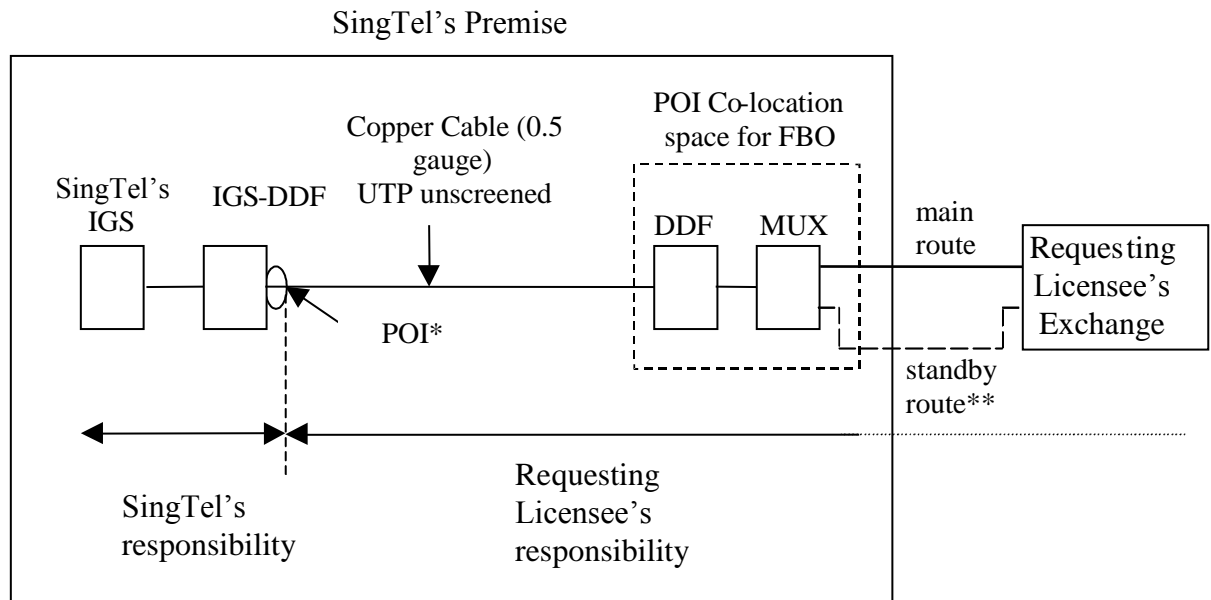 SingTel's Premise
POI Co-location
space for FBO
Copper Cable (0.5
gauge)
UTP unscreened
SingTel's
IGS
IGS-DDF
DDF
MUX
main
route
Requesting
Licensee's
Exchange
POI*
standby
route**
SingTel's
responsibility
Requesting
Licensee's
responsibility